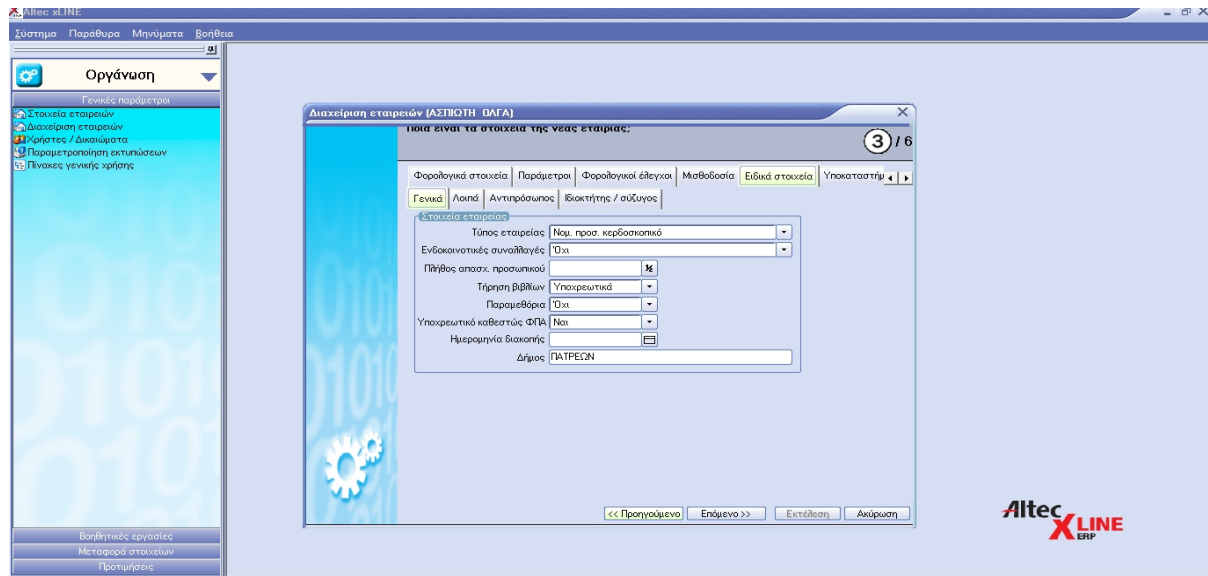 Altec xLINE
Σύστημα Παράθυρα Μηνύματα Βοήθεια
Οργάνωση
Γενικές παράμετροι
Στοιχεία εταιρειών
Διαχείριση εταιρειών
Χρήστες / Δικαιώματα
Παραμετροποίηση εκτυπώσεων
Πίνακες γενικής χρήσης
Βοηθητικές εργασίες
Μεταφορά στοιχείων
Προτιμήσεις
Διαχείριση εταιρειών (ΑΣΠΙΩΤΗ ΟΛΓΑ)
Ποια είναι τα στοιχεία της νέας εταιρίας;
3 / 6
Φορολογικά στοιχεία Παράμετροι Φορολογικοί έλεγχοι Μισθοδοσία Ειδικά στοιχεία Υποκαταστήμ
Γενικά Λοιπά Αντιπρόσωπος Ιδιοκτήτης / σύζυγος
Στοιχεία εταιρείας
Τύπος εταιρείας Νομ. προσ. κερδοσκοπικό
Ενδοκοινοτικές συναλλαγές Όχι
Πλήθος απασχ. προσωπικού
Τήρηση βιβλίων Υποχρεωτικά
Παραμεθόρια Όχι
Υποχρεωτικό καθεστώς ΦΠΑ Ναι
Ημερομηνία διακοπής
Δήμος ΠΑΤΡΕΩΝ
<< Προηγούμενο Επόμενο >> Εκτέλεση Ακύρωση
Altec
XLINE
ERP